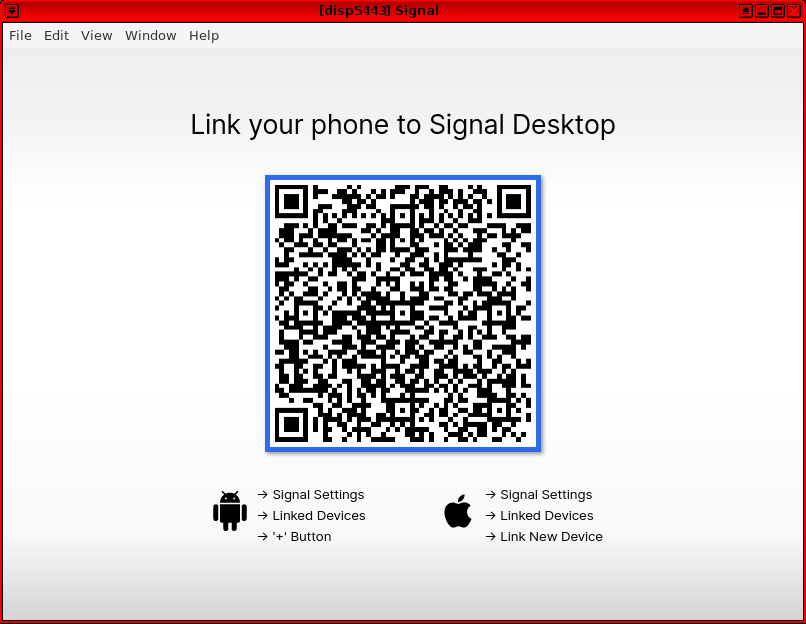 [disp5443] Signal
File Edit View Window Help
Link your phone to Signal Desktop
→ Signal Settings
→ Linked Devices
→ '+' Button
→ Signal Settings
→ Linked Devices
→ Link New Device